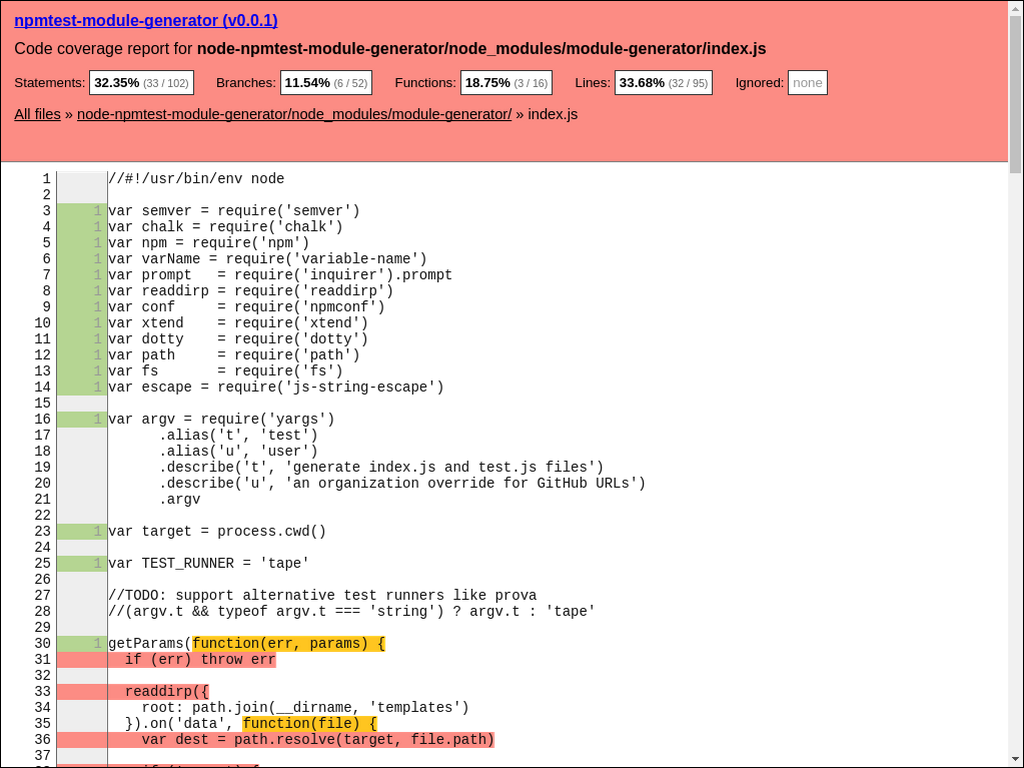 npmtest-module-generator (v0.0.1)
Code coverage report for node-npmtest-module-generator/node_modules/module-generator/index.js
Statements: 32.35% (33 / 102) Branches: 11.54% (6 / 52) Functions: 18.75% (3 / 16) Lines: 33.68% (32 / 95) Ignored: none
All files » node-npmtest-module-generator/node_modules/module-generator/ » index.js
1 //#!/usr/bin/env node
2
3 1 var semver = require('semver')
4 1 var chalk = require('chalk')
5 1 var npm = require('npm')
6 1 var varName = require('variable-name')
7 1 var prompt   = require('inquirer').prompt
8 1 var readdirp = require('readdirp')
9 1 var conf     = require('npmconf')
10 1 var xtend    = require('xtend')
11 1 var dotty    = require('dotty')
12 1 var path     = require('path')
13 1 var fs       = require('fs')
14 1 var escape = require('js-string-escape')
15
16 1 var argv = require('yargs')
17       .alias('t', 'test')
18       .alias('u', 'user')
19       .describe('t', 'generate index.js and test.js files')
20       .describe('u', 'an organization override for GitHub URLs')
21       .argv
22
23 1 var target = process.cwd()
24
25 1 var TEST_RUNNER = 'tape'
26
27 //TODO: support alternative test runners like prova
28 //(argv.t && typeof argv.t === 'string') ? argv.t : 'tape'
29
30 1 getParams(function(err, params) {
31   if (err) throw err
32
33   readdirp({
34     root: path.join(__dirname, 'templates')
35   }).on('data', function(file) {
36     var dest = path.resolve(target, file.path)
37